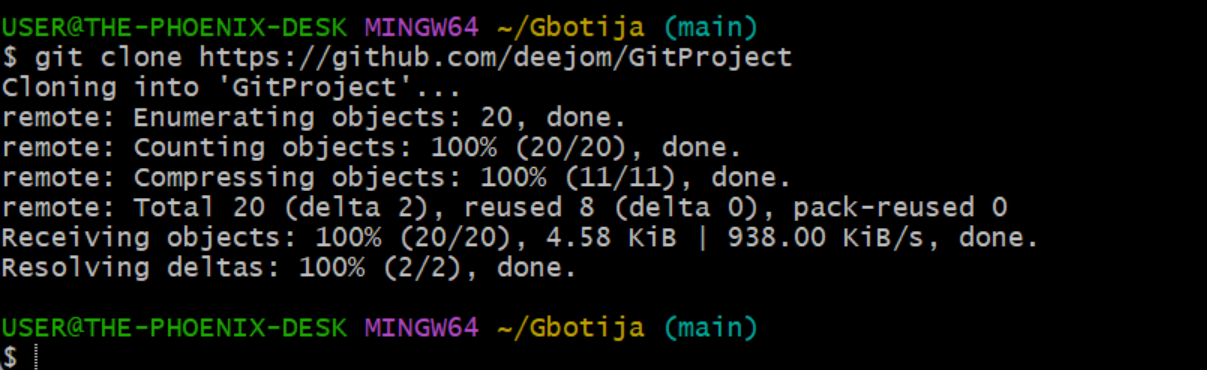 USER@THE-PHOENIX-DESK MINGW64 ~/Gbotija (main)
$ git clone https://github.com/deejom/GitProject
Cloning into 'GitProject'...
remote: Enumerating objects: 20, done.
remote: Counting objects: 100% (20/20), done.
remote: Compressing objects: 100% (11/11), done.
remote: Total 20 (delta 2), reused 8 (delta 0), pack-reused 0
Receiving objects: 100% (20/20), 4.58 KiB | 938.00 KiB/s, done.
Resolving deltas: 100% (2/2), done.
USER@THE-PHOENIX-DESK MINGW64 ~/Gbotija (main)
$